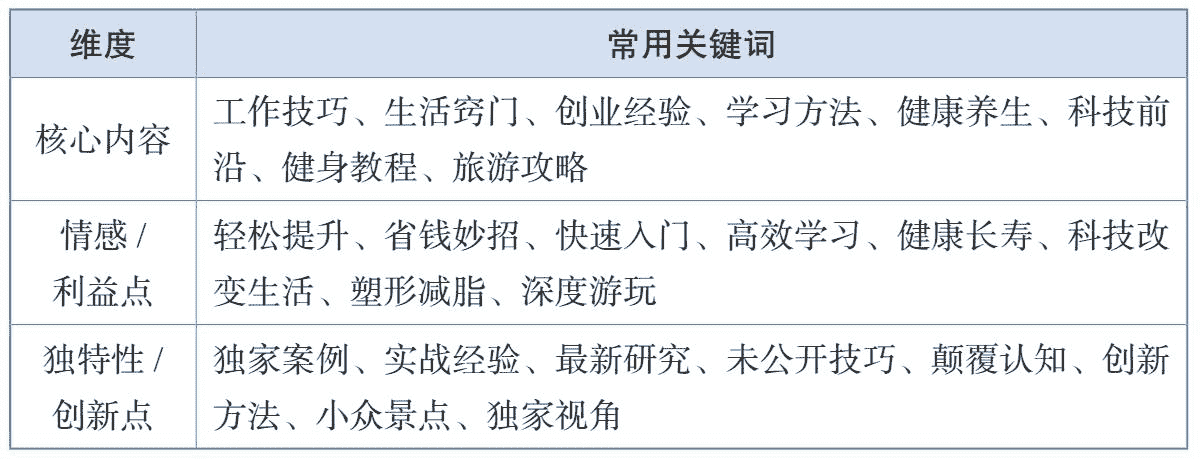 维度
常用关键词
核心内容
工作技巧、生活窍门、创业经验、学习方法、健康养生、科技前
沿、健身教程、旅游攻略
情感 /
利益点
轻松提升、省钱妙招、快速入门、高效学习、健康长寿、科技改
变生活、塑形减脂、深度游玩
独特性 /
创新点
独家案例、实战经验、最新研究、未公开技巧、颠覆认知、创新
方法、小众景点、独家视角